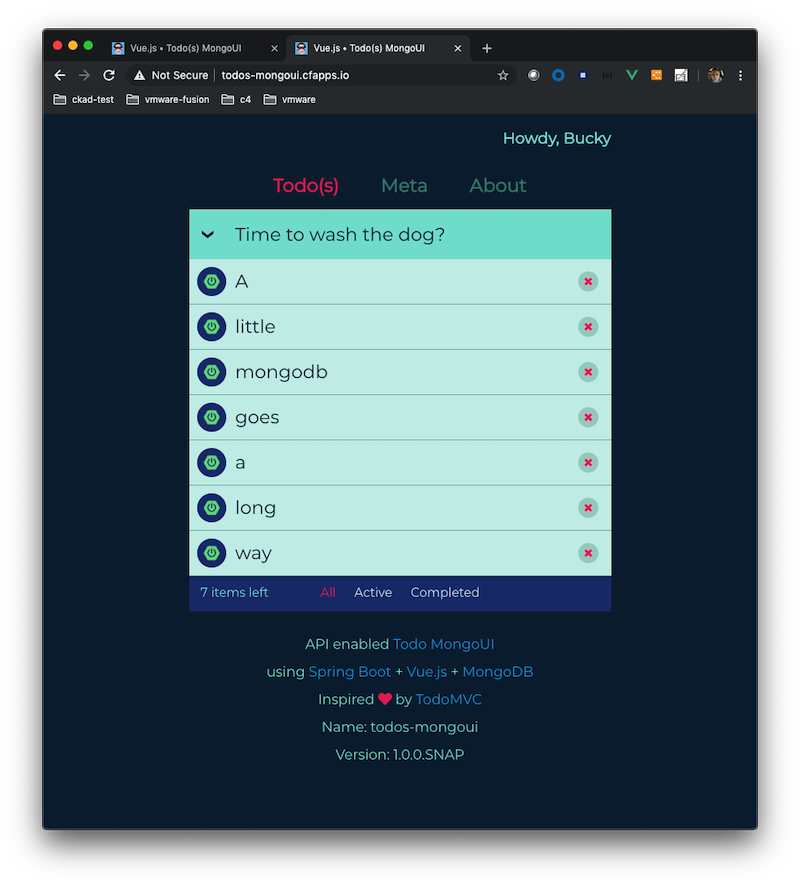 Vue.js • Todo(s) MongoUI
Vue.js • Todo(s) MongoUI
Not Secure todos-mongoui.cfapps.io
ckad-test vmware-fusion c4 vmware
Howdy, Bucky
Todo(s) Meta About
Time to wash the dog?
A
little
mongodb
goes
a
long
way
7 items left All Active Completed
API enabled Todo MongoUI
using Spring Boot + Vue.js + MongoDB
Inspired ❤ by TodoMVC
Name: todos-mongoui
Version: 1.0.0.SNAP